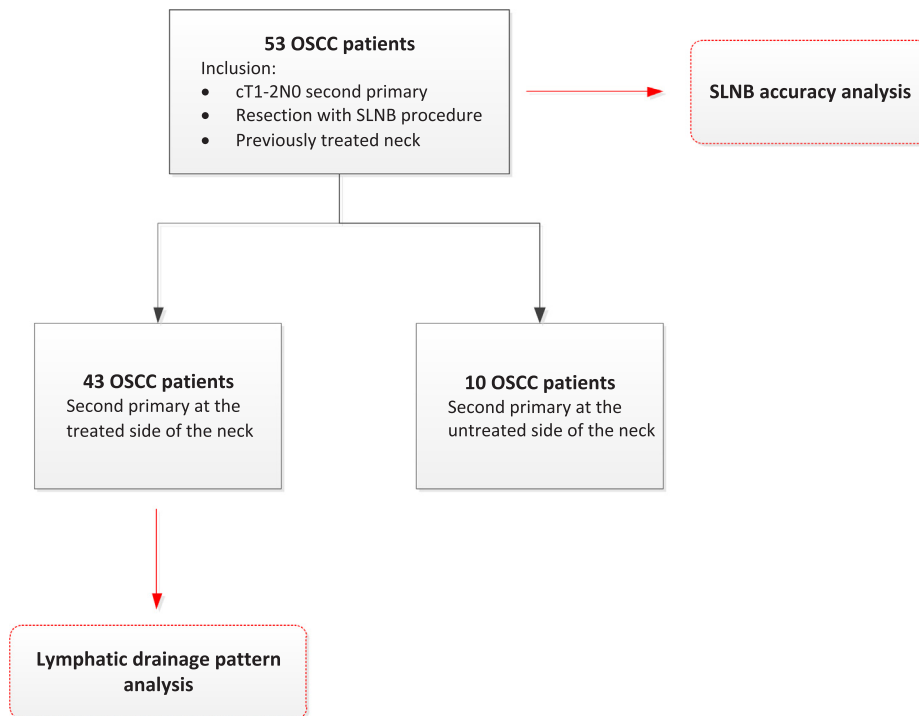 53 OSCC patients
Inclusion:
• cT1-2N0 second primary
• Resection with SLNB procedure
• Previously treated neck
SLNB accuracy analysis
43 OSCC patients
Second primary at the
treated side of the neck
10 OSCC patients
Second primary at the
untreated side of the neck
Lymphatic drainage pattern
analysis